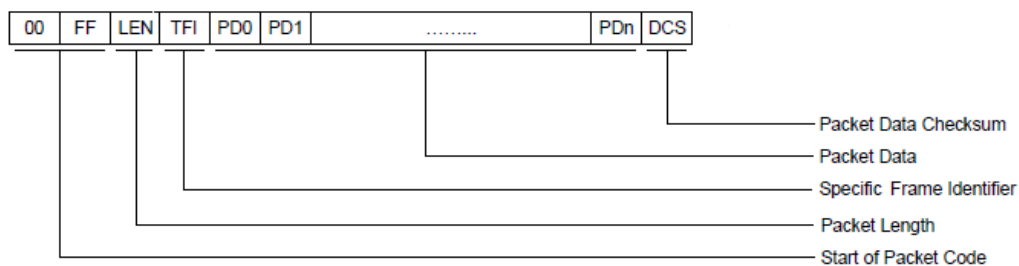 00 FF LEN TFI PD0 PD1 ......... PDn DCS
Packet Data Checksum
Packet Data
Specific Frame Identifier
Packet Length
Start of Packet Code